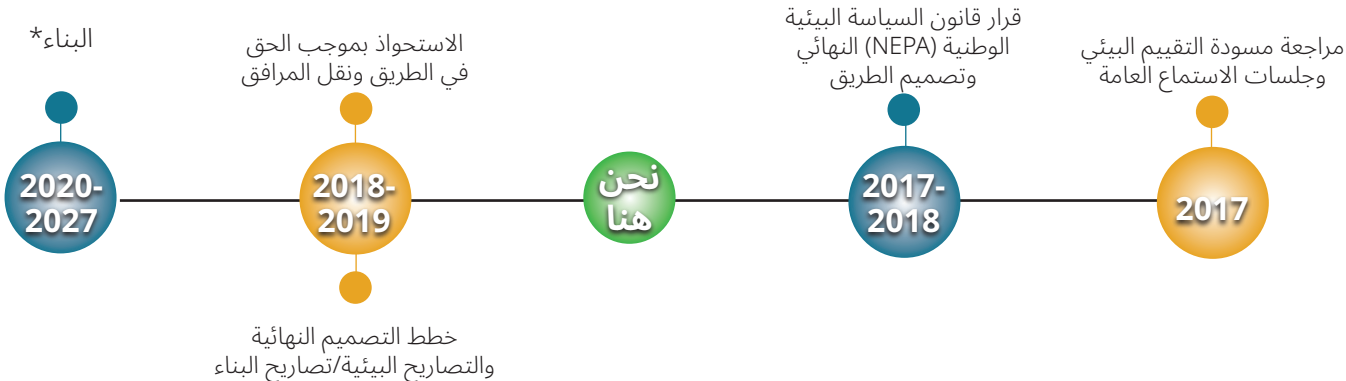 مراجعة مسودة التقييم البيئي
وجلسات الاستماع العامة
2017
قرار قانون السياسة البيئية
الوطنية (NEPA) النهائي
وتصميم الطريق
2017-
2018
نحن
هنا
الاستحواذ بموجب الحق
في الطريق ونقل المرافق
2018-
2019
خطط التصميم النهائية
والتصاريح البيئية/تصاريح البناء
البناء*
2020-
2027